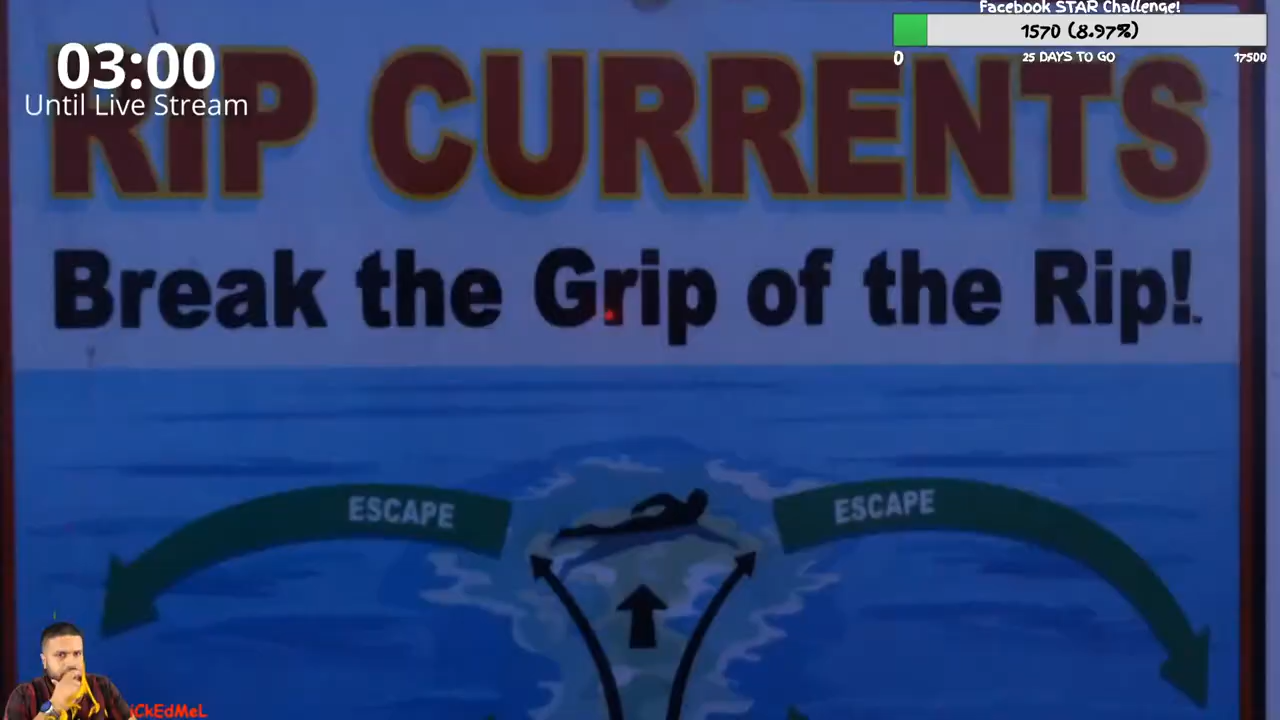 Facebook STAR Challenge!
1570 (8.97%)
0 25 DAYS TO GO 17500
03:00
Until Live Stream
RIP CURRENTS
Break the Grip of the Rip!
ESCAPE ESCAPE
iCkEdMeL